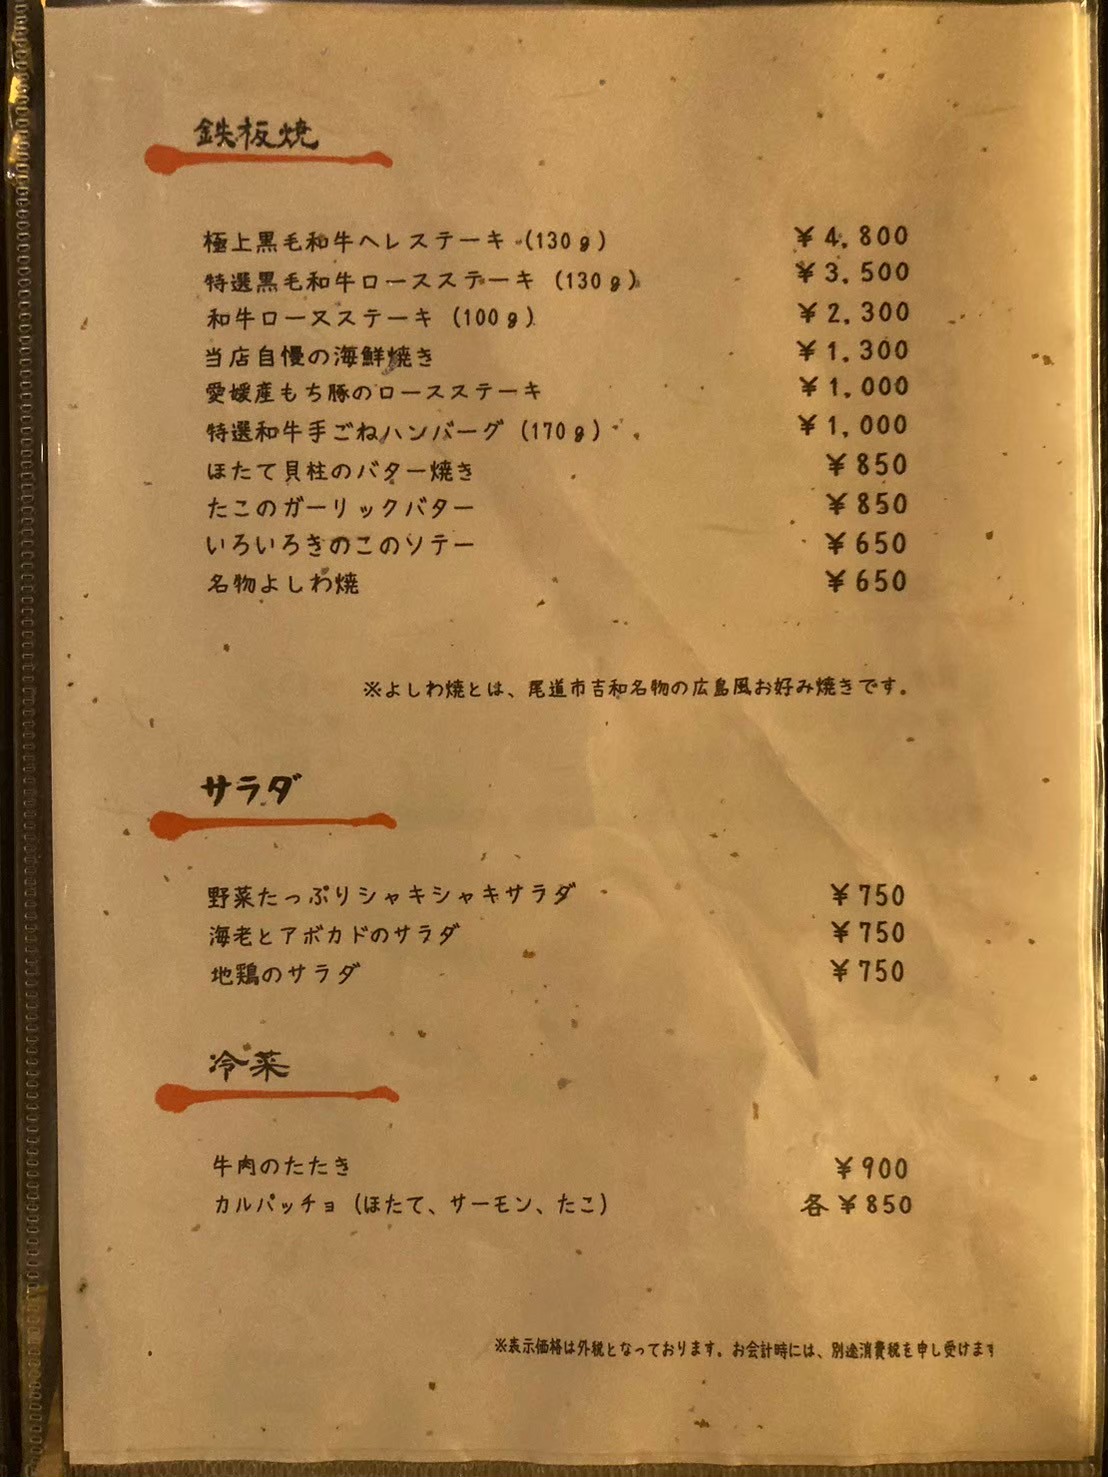 鉄板焼
極上黒毛和牛ヘレステーキ (130g) ¥4,800
特選黒毛和牛ロースステーキ (130g) ¥3,500
和牛ロースステーキ (100g) ¥2,300
当店自慢の海鮮焼き ¥1,300
愛媛産もち豚のロースステーキ ¥1,000
特選和牛手ごねハンバーグ (170g) ¥1,000
ほたて貝柱のバター焼き ¥850
たこのガーリックバター ¥850
いろいろきのこのソテー ¥650
名物よしわ焼 ¥650
※よしわ焼とは、尾道市吉和名物の広島風お好み焼きです。
サラダ
野菜たっぷりシャキシャキサラダ ¥750
海老とアボカドのサラダ ¥750
地鶏のサラダ ¥750
冷菜
牛肉のたたき ¥900
カルパッチョ (ほたて、サーモン、たこ) 各¥850
※表示価格は外税となっております。お会計時には、別途消費税を申し受けます